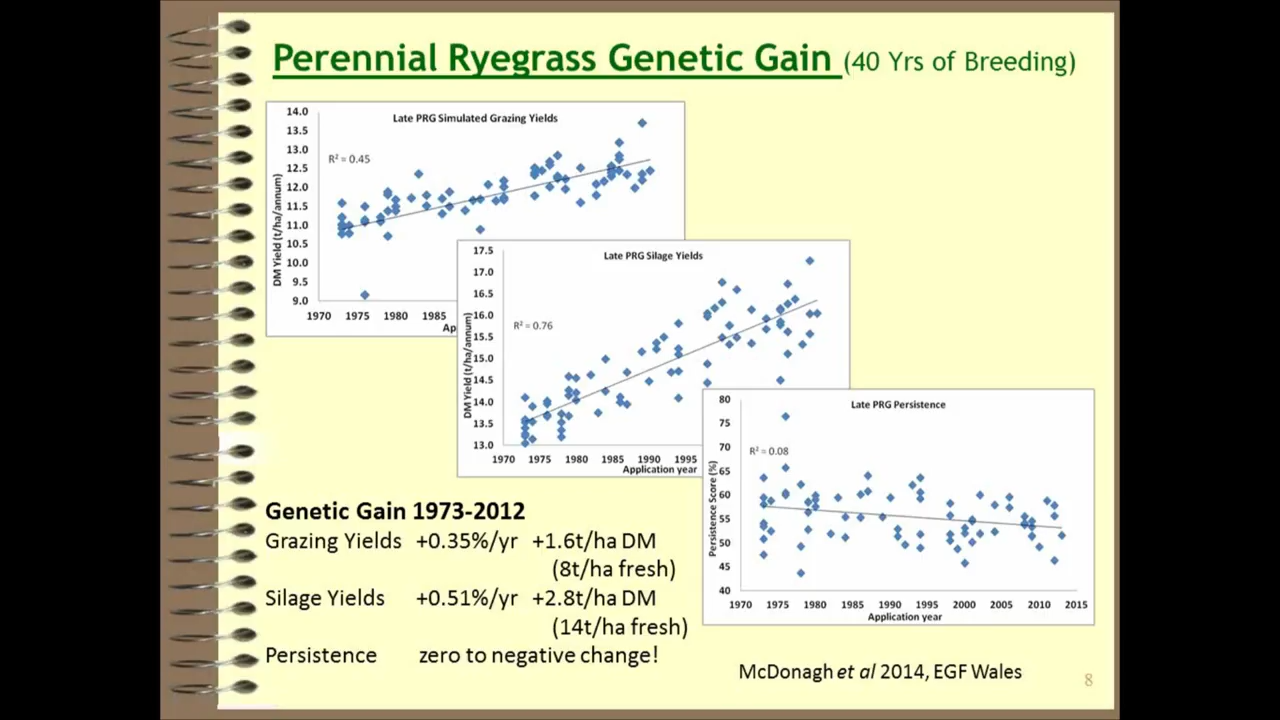 Perennial Ryegrass Genetic Gain (40 Yrs of Breeding)
Late PRG Simulated Grazing Yields
R² = 0.45
DM Yield (t/ha/annum)
14.0
13.5
13.0
12.5
12.0
11.5
11.0
10.5
10.0
9.5
9.0
1970 1975 1980 1985
Ap
Late PRG Silage Yields
R² = 0.76
DM Yield (t/ha/annum)
17.5
17.0
16.5
16.0
15.5
15.0
14.5
14.0
13.5
13.0
1970 1975 1980 1985 1990 1995
Application year
Late PRG Persistence
R² = 0.08
Persistence Score (%)
80
75
70
65
60
55
50
45
40
1970 1975 1980 1985 1990 1995 2000 2005 2010 2015
Application year
Genetic Gain 1973-2012
Grazing Yields +0.35%/yr +1.6t/ha DM
(8t/ha fresh)
Silage Yields +0.51%/yr +2.8t/ha DM
(14t/ha fresh)
Persistence zero to negative change!
McDonagh et al 2014, EGF Wales
8